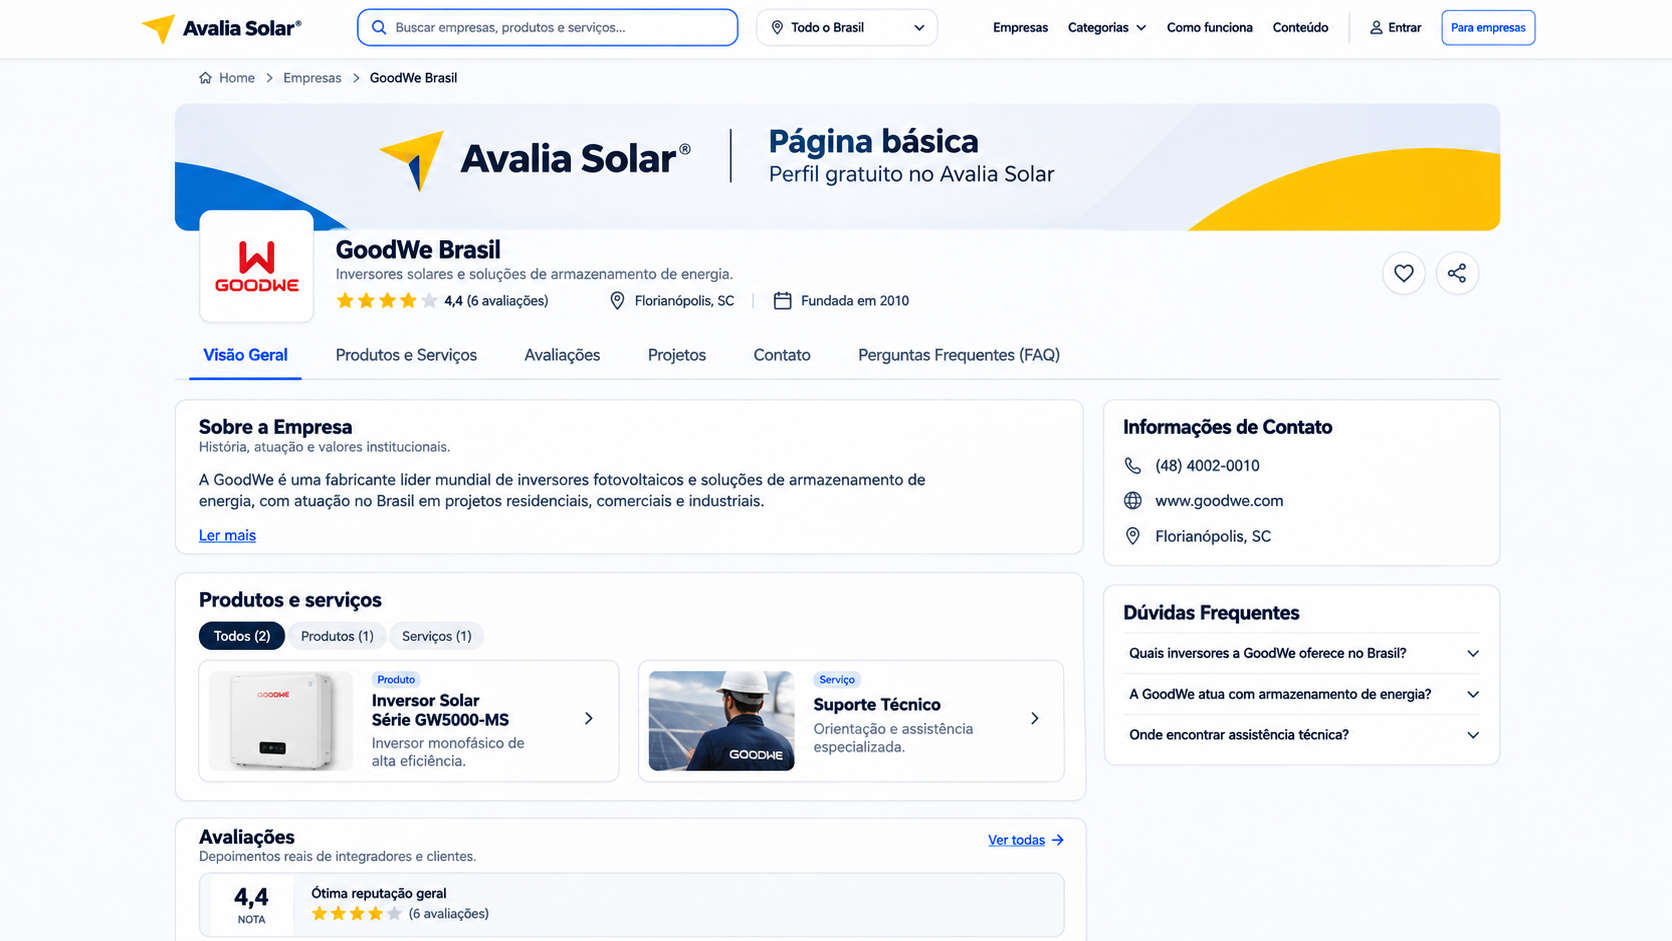 Avalia Solar®
Buscar empresas, produtos e serviços...
Todo o Brasil
Empresas
Categorias
Como funciona
Conteúdo
Entrar
Para empresas
Home
Empresas
GoodWe Brasil
Avalia Solar®
Página básica
Perfil gratuito no Avalia Solar
GOODWE
GoodWe Brasil
Inversores solares e soluções de armazenamento de energia.
4,4 (6 avaliações)
Florianópolis, SC
Fundada em 2010
Visão Geral
Produtos e Serviços
Avaliações
Projetos
Contato
Perguntas Frequentes (FAQ)
Sobre a Empresa
História, atuação e valores institucionais.
A GoodWe é uma fabricante líder mundial de inversores fotovoltaicos e soluções de armazenamento de
energia, com atuação no Brasil em projetos residenciais, comerciais e industriais.
Ler mais
Informações de Contato
(48) 4002-0010
www.goodwe.com
Florianópolis, SC
Produtos e serviços
Todos (2)
Produtos (1)
Serviços (1)
GOODWE
Produto
Inversor Solar
Série GW5000-MS
Inversor monofásico de
alta eficiência.
GOODWE
Serviço
Suporte Técnico
Orientação e assistência
especializada.
Dúvidas Frequentes
Quais inversores a GoodWe oferece no Brasil?
A GoodWe atua com armazenamento de energia?
Onde encontrar assistência técnica?
Avaliações
Depoimentos reais de integradores e clientes.
Ver todas
4,4
NOTA
Ótima reputação geral
(6 avaliações)